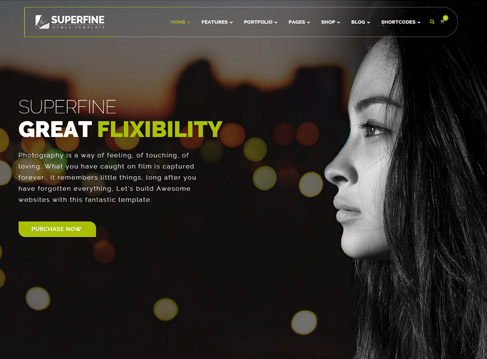 SUPERFINE
HTML5 TEMPLATE
HOME FEATURES PORTFOLIO PAGES SHOP BLOG SHORTCODES
SUPERFINE
GREAT FLIXIBILITY
Photography is a way of feeling, of touching, of
loving. What you have caught on film is captured
forever.. it remembers little things, long after you
have forgotten everything, Let's build Awesome
websites with this fantastic template.
PURCHASE NOW